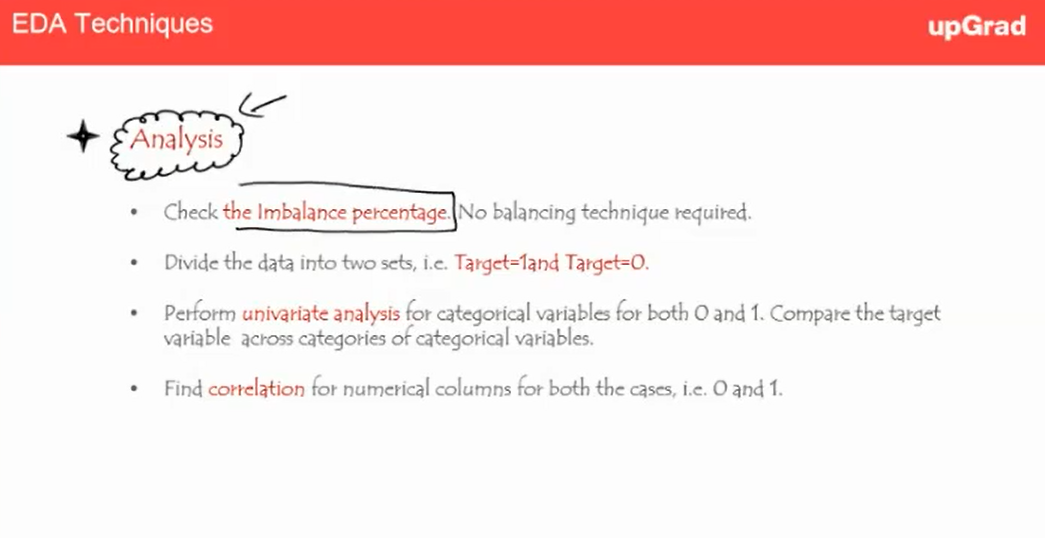 EDA Techniques
upGrad
Analysis
• Check the Imbalance percentage. No balancing technique required.
• Divide the data into two sets, i.e. Target=1and Target=0.
• Perform univariate analysis for categorical variables for both 0 and 1. Compare the target
variable across categories of categorical variables.
• Find correlation for numerical columns for both the cases, i.e. 0 and 1.